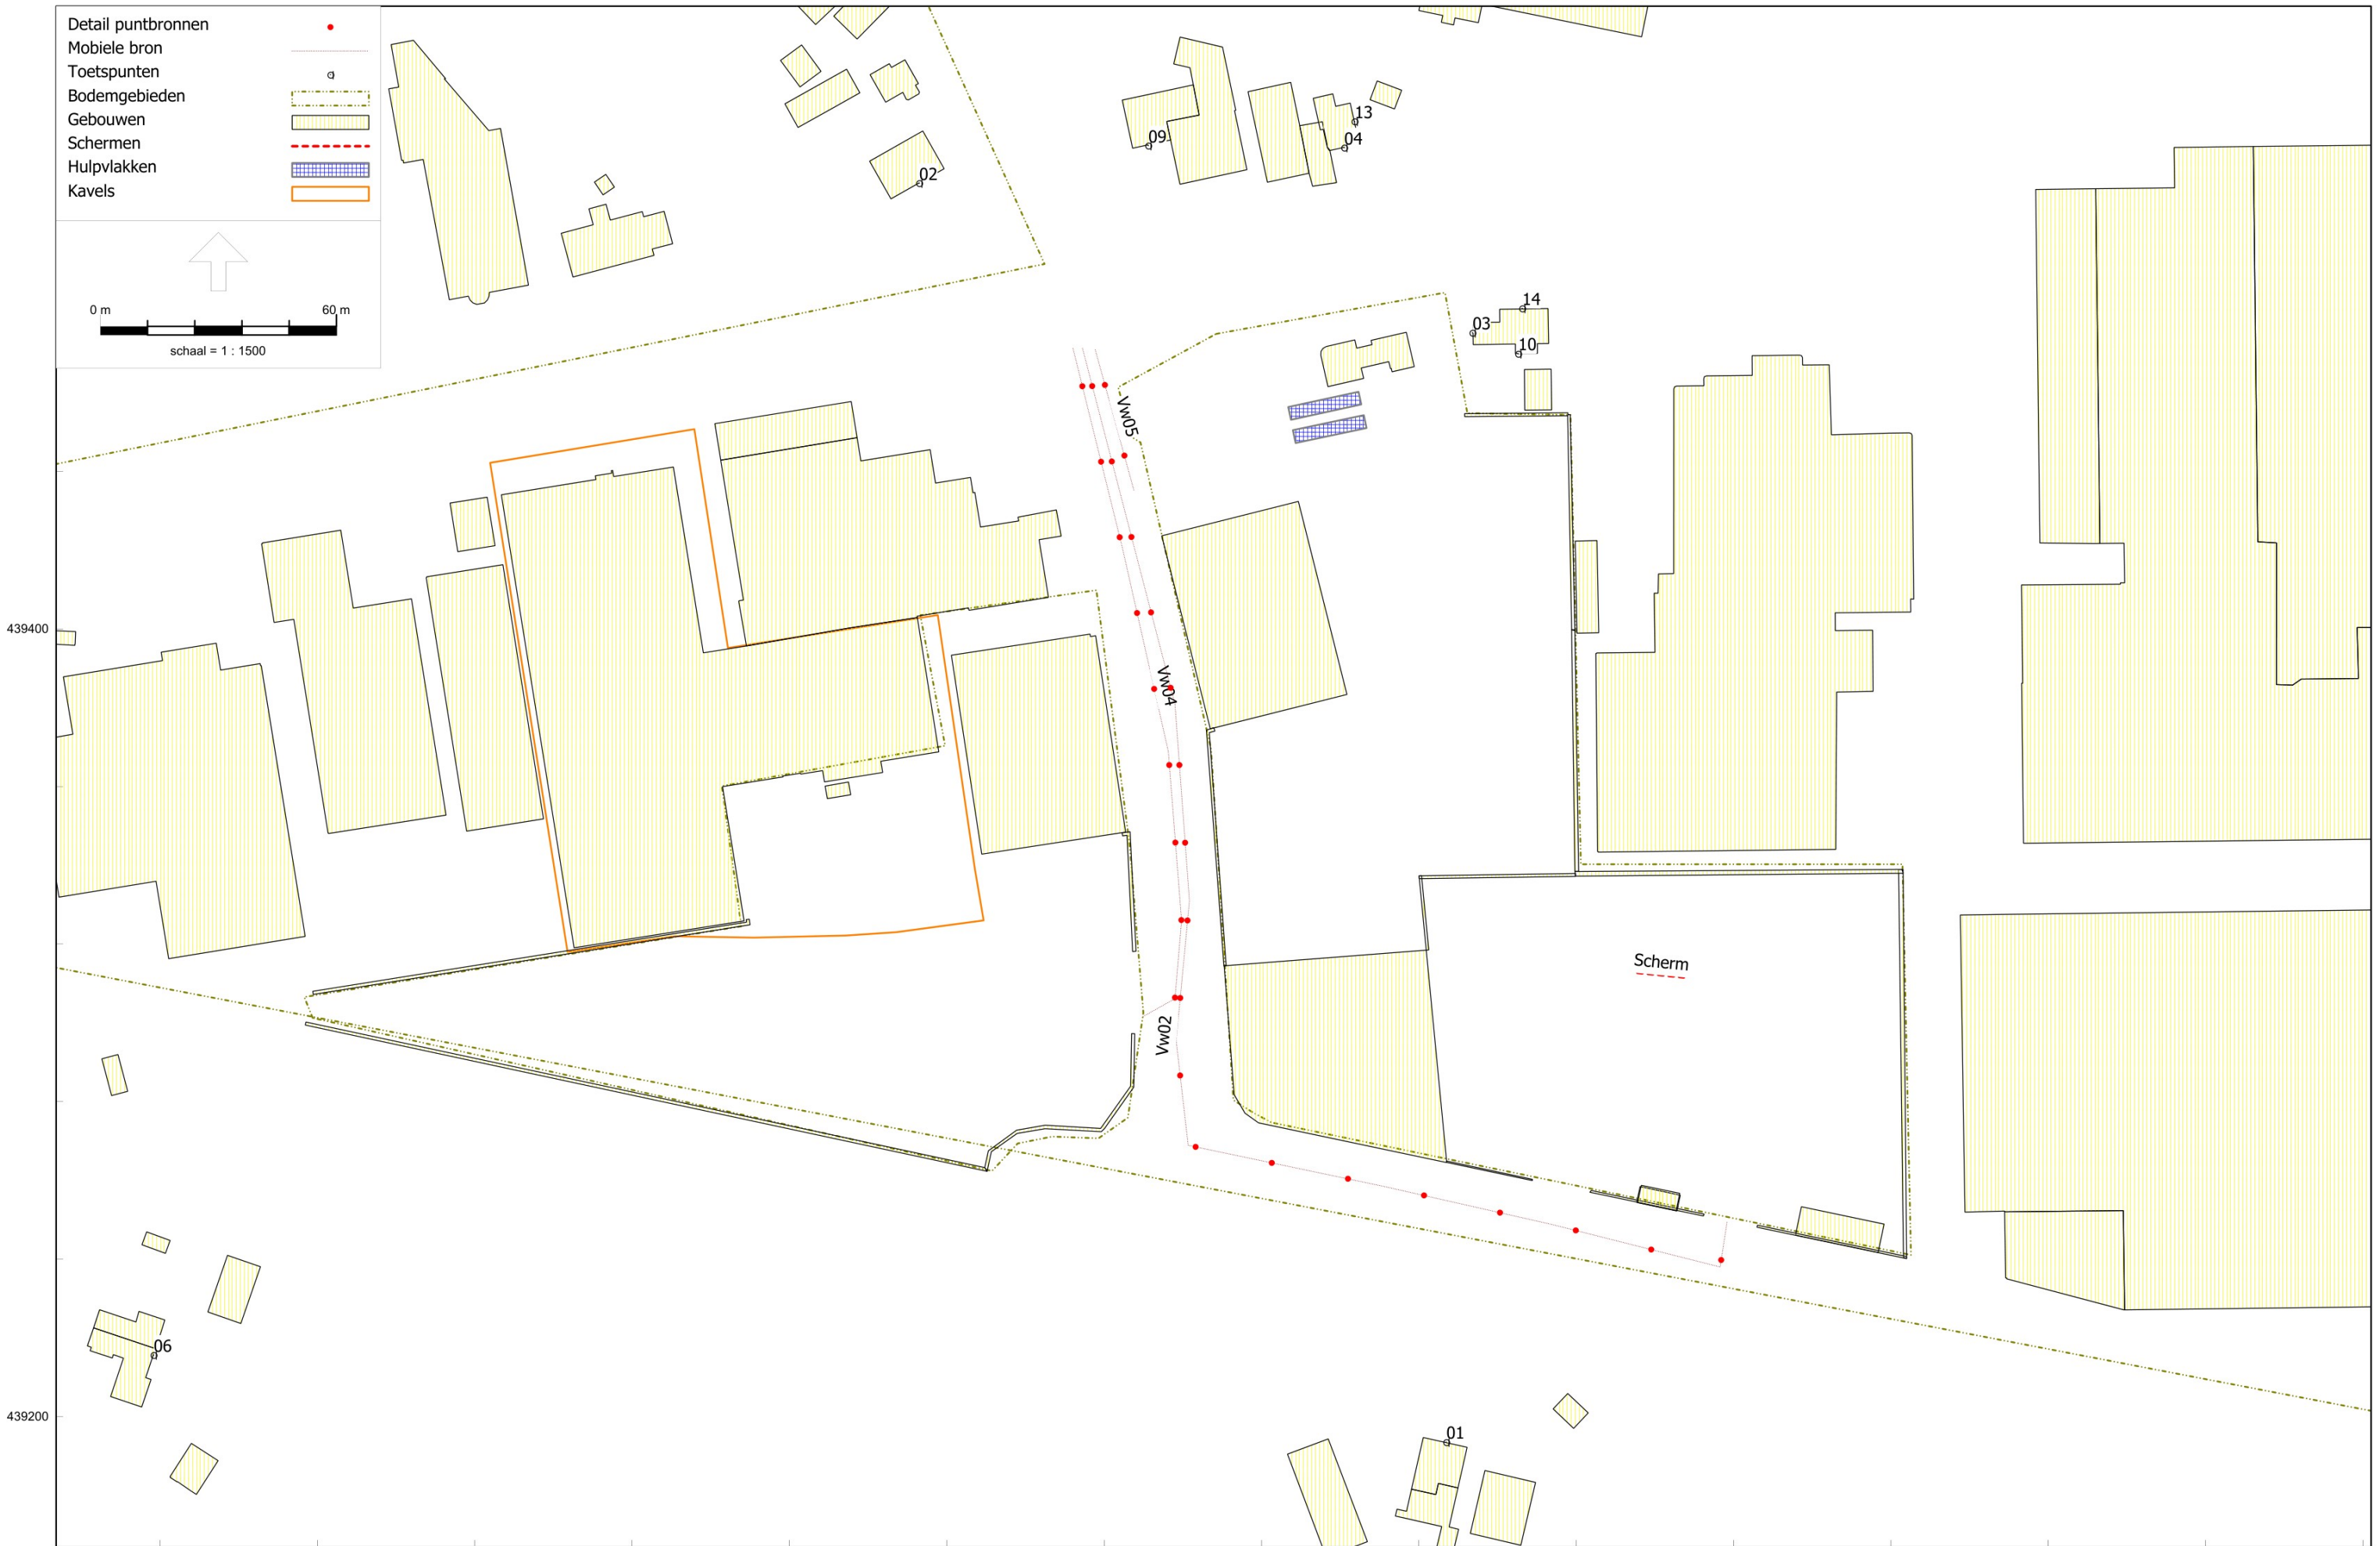 Detail puntbronnen
Mobiele bron
Toetspunten
Bodemgebieden
Gebouwen
Schermen
Hulpvlakken
Kavels
0 m 60 m
schaal = 1 : 1500
13
09
04
02
14
03
10
Vw05
439400
Vw04
Scherm
Vw02
06
439200
01